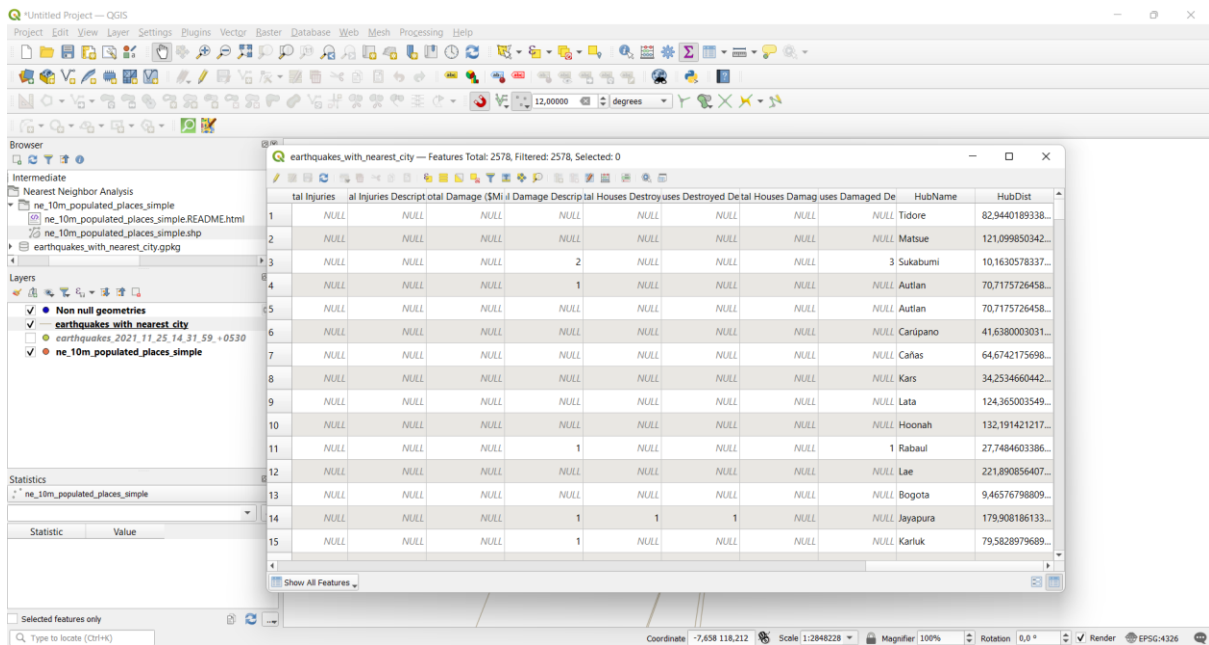 *Untitled Project — QGIS
Project Edit View Layer Settings Plugins Vector Raster Database Web Mesh Processing Help
12,00000 degrees
Browser
Intermediate
Nearest Neighbor Analysis
ne_10m_populated_places_simple
ne_10m_populated_places_simple.README.html
ne_10m_populated_places_simple.shp
earthquakes_with_nearest_city.gpkg
Layers
Non null geometries
earthquakes_with_nearest_city
earthquakes_2021_11_25_14_31_59_+0530
ne_10m_populated_places_simple
Statistics
ne_10m_populated_places_simple
Statistic Value
Selected features only
earthquakes_with_nearest_city — Features Total: 2578, Filtered: 2578, Selected: 0
tal Injuries al Injuries Descript otal Damage ($Mi l Damage Descrip tal Houses Destroy uses Destroyed De tal Houses Damag uses Damaged De HubName HubDist
1 NULL NULL NULL NULL NULL NULL NULL NULL Tidore 82,9440189338...
2 NULL NULL NULL NULL NULL NULL NULL NULL Matsue 121,099850342...
3 NULL NULL NULL 2 NULL NULL NULL 3 Sukabumi 10,1630578337...
4 NULL NULL NULL 1 NULL NULL NULL NULL Autlan 70,7175726458...
5 NULL NULL NULL NULL NULL NULL NULL NULL Autlan 70,7175726458...
6 NULL NULL NULL NULL NULL NULL NULL NULL Carúpano 41,6380003031...
7 NULL NULL NULL NULL NULL NULL NULL NULL Cañas 64,6742175698...
8 NULL NULL NULL NULL NULL NULL NULL NULL Kars 34,2534660442...
9 NULL NULL NULL NULL NULL NULL NULL NULL Lata 124,365003549...
10 NULL NULL NULL NULL NULL NULL NULL NULL Hoonah 132,191421217...
11 NULL NULL NULL 1 NULL NULL NULL 1 Rabaul 27,7484603386...
12 NULL NULL NULL NULL NULL NULL NULL NULL Lae 221,890856407...
13 NULL NULL NULL NULL NULL NULL NULL NULL Bogota 9,46576798809...
14 NULL NULL NULL 1 1 1 NULL NULL Jayapura 179,908186133...
15 NULL NULL NULL 1 NULL NULL NULL NULL Karluk 79,5828979689...
Show All Features
Type to locate (Ctrl+K) Coordinate -7,658 118,212 Scale 1:2848228 Magnifier 100% Rotation 0,0 ° Render EPSG:4326